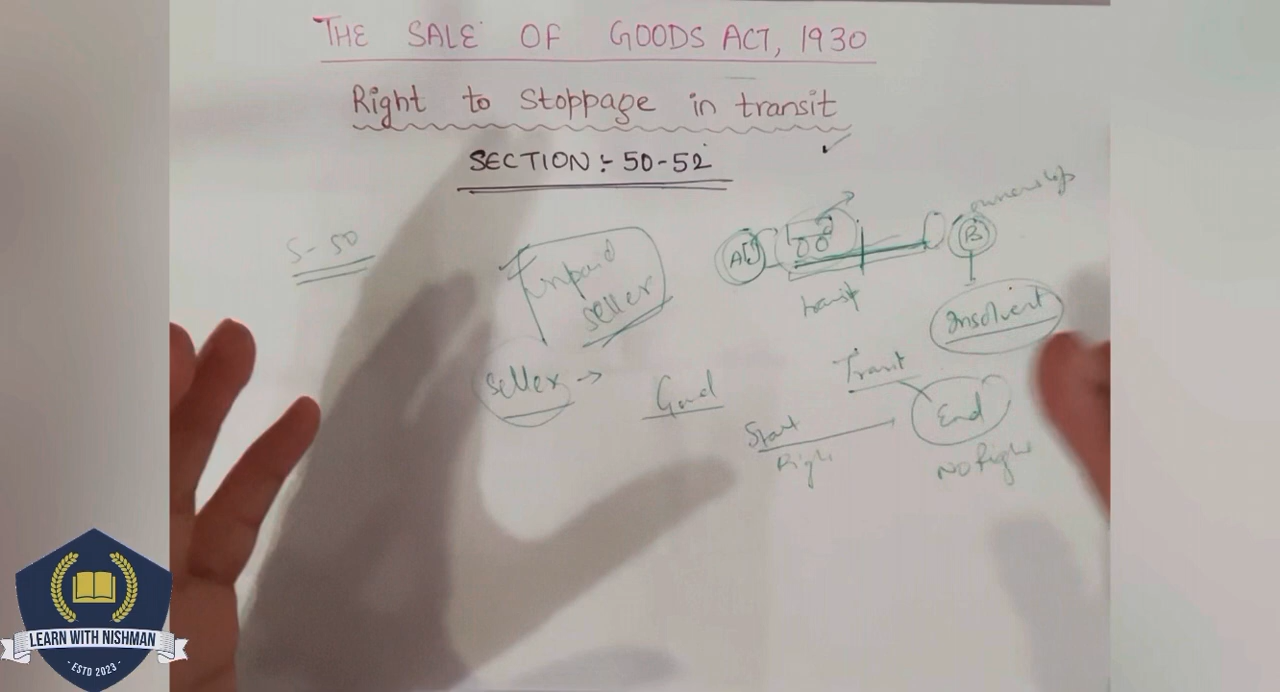 THE SALE OF GOODS ACT, 1930
Right to stoppage in transit
SECTION :- 50-52
ownership
S-50
Unpaid
seller
A
B
transit
Insolvent
Transit
seller →
Good
End
Start
Right
No Right
LEARN WITH NISHMAN
- ESTD 2023 -